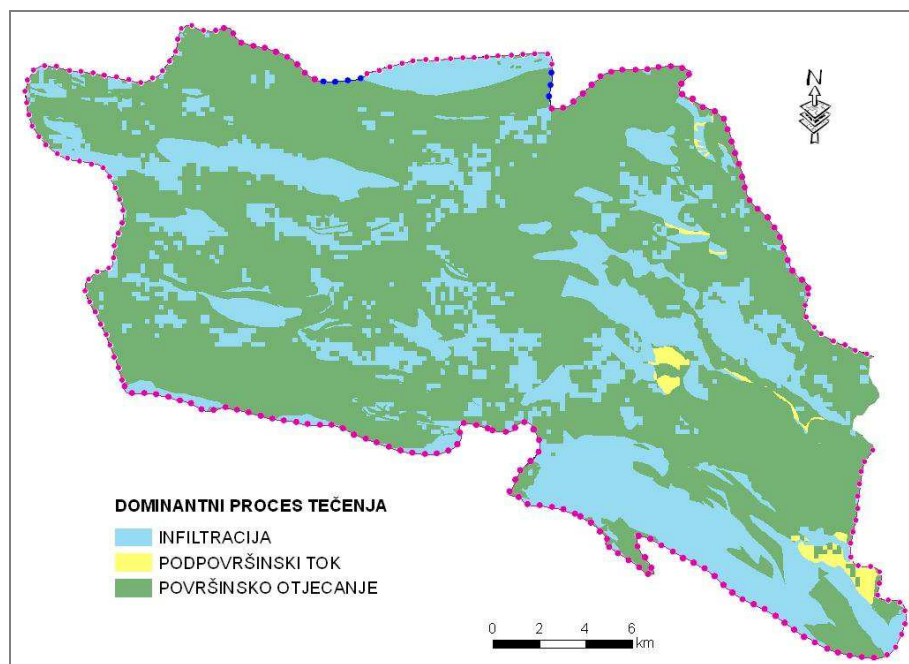 N
DOMINANTNI PROCES TEČENJA
INFILTRACIJA
PODPOVRŠINSKI TOK
POVRŠINSKO OTJECANJE
0 2 4 6
km